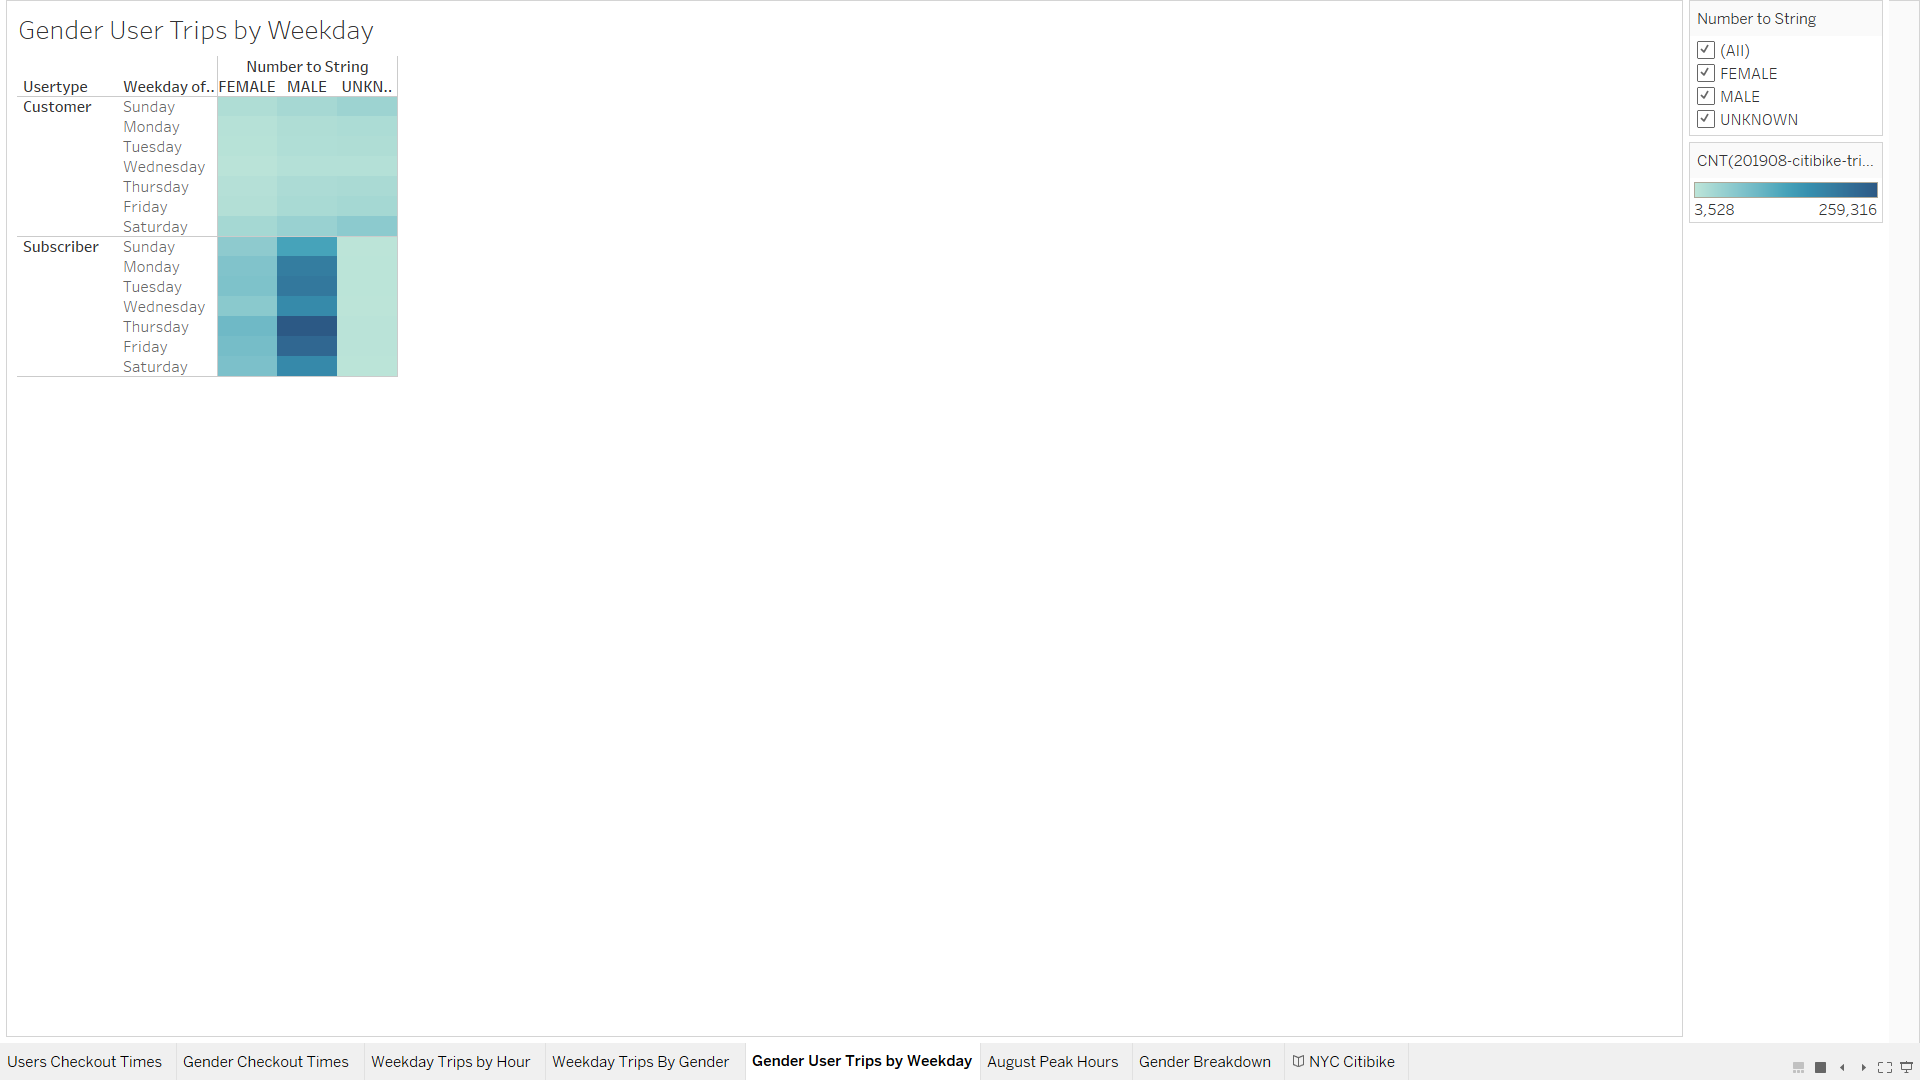 Gender User Trips by Weekday
Number to String
Usertype Weekday of.. FEMALE MALE UNKN..
Customer Sunday
Monday
Tuesday
Wednesday
Thursday
Friday
Saturday
Subscriber Sunday
Monday
Tuesday
Wednesday
Thursday
Friday
Saturday
Number to String
(All)
FEMALE
MALE
UNKNOWN
CNT(201908-citibike-tri...
3,528 259,316
Users Checkout Times Gender Checkout Times Weekday Trips by Hour Weekday Trips By Gender Gender User Trips by Weekday August Peak Hours Gender Breakdown NYC Citibike